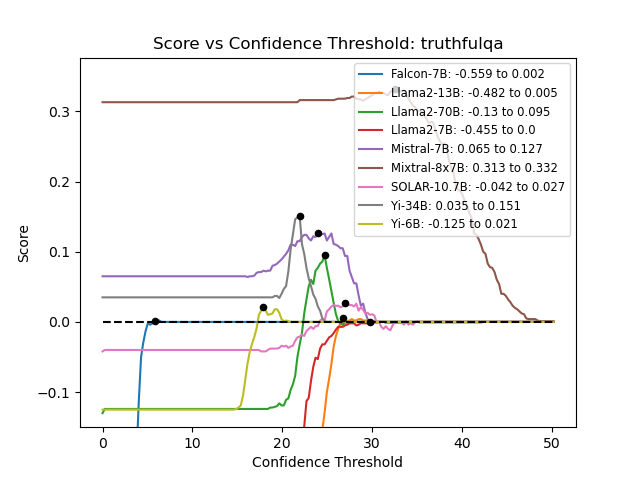 Score vs Confidence Threshold: truthfulqa
Falcon-7B: -0.559 to 0.002
Llama2-13B: -0.482 to 0.005
Llama2-70B: -0.13 to 0.095
Llama2-7B: -0.455 to 0.0
Mistral-7B: 0.065 to 0.127
Mixtral-8x7B: 0.313 to 0.332
SOLAR-10.7B: -0.042 to 0.027
Yi-34B: 0.035 to 0.151
Yi-6B: -0.125 to 0.021
Score
0.3
0.2
0.1
0.0
−0.1
0 10 20 30 40 50
Confidence Threshold